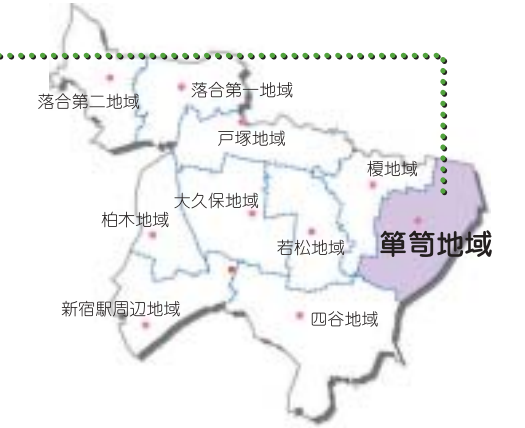 落合第二地域
落合第一地域
戸塚地域
榎地域
大久保地域
柏木地域
若松地域
箪笥地域
新宿駅周辺地域
四谷地域